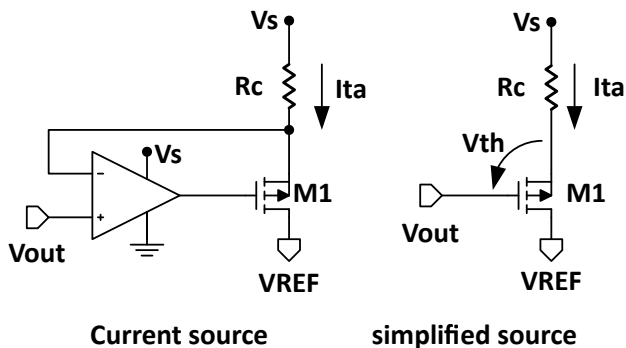 Vs
Rc
Ita
Vs
-
+
M1
Vout
VREF
Current source
Vs
Rc
Ita
Vth
M1
Vout
VREF
simplified source